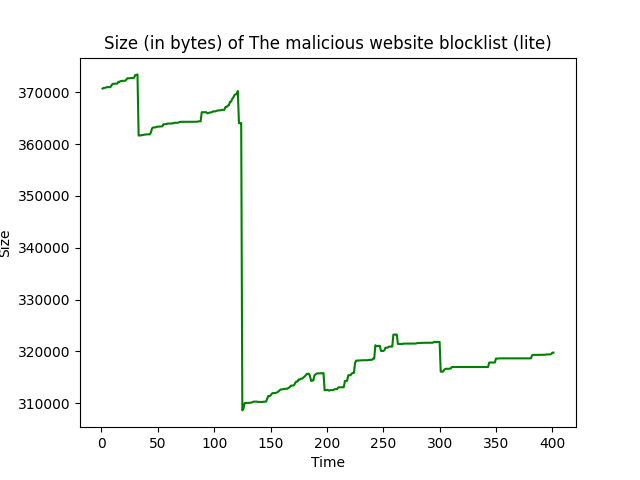 Size (in bytes) of The malicious website blocklist (lite)
370000
360000
350000
340000
330000
320000
310000
Size
0 50 100 150 200 250 300 350 400
Time